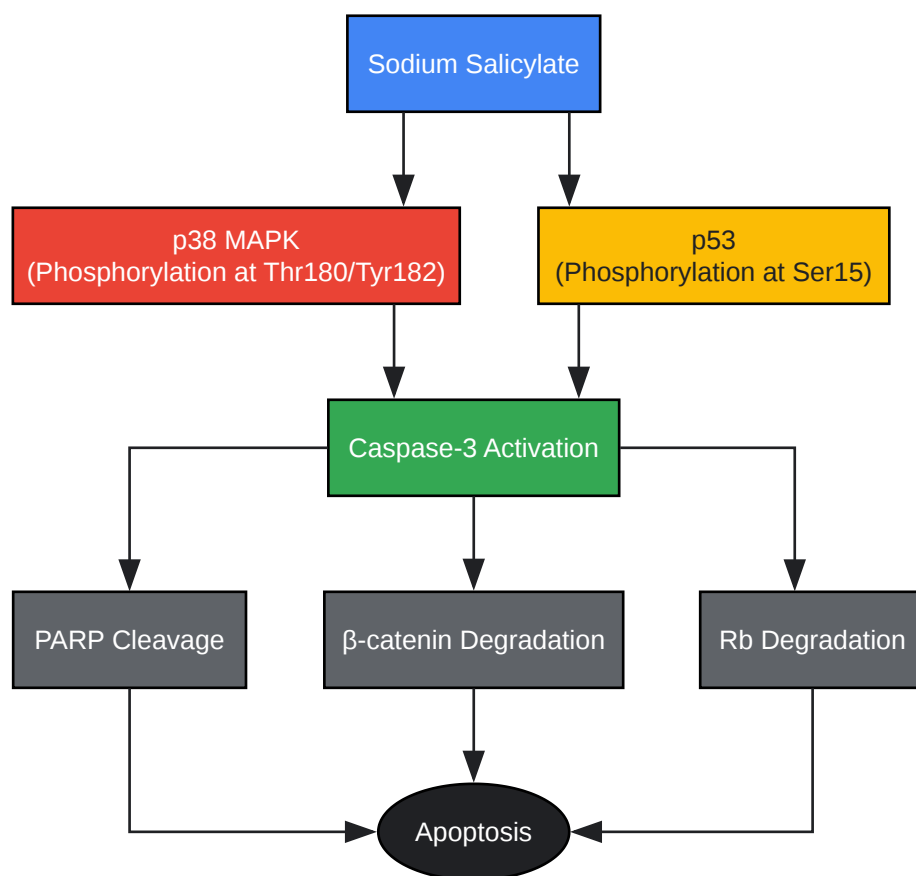 Sodium Salicylate
p38 MAPK
(Phosphorylation at Thr180/Tyr182)
p53
(Phosphorylation at Ser15)
Caspase-3 Activation
PARP Cleavage
β-catenin Degradation
Rb Degradation
Apoptosis